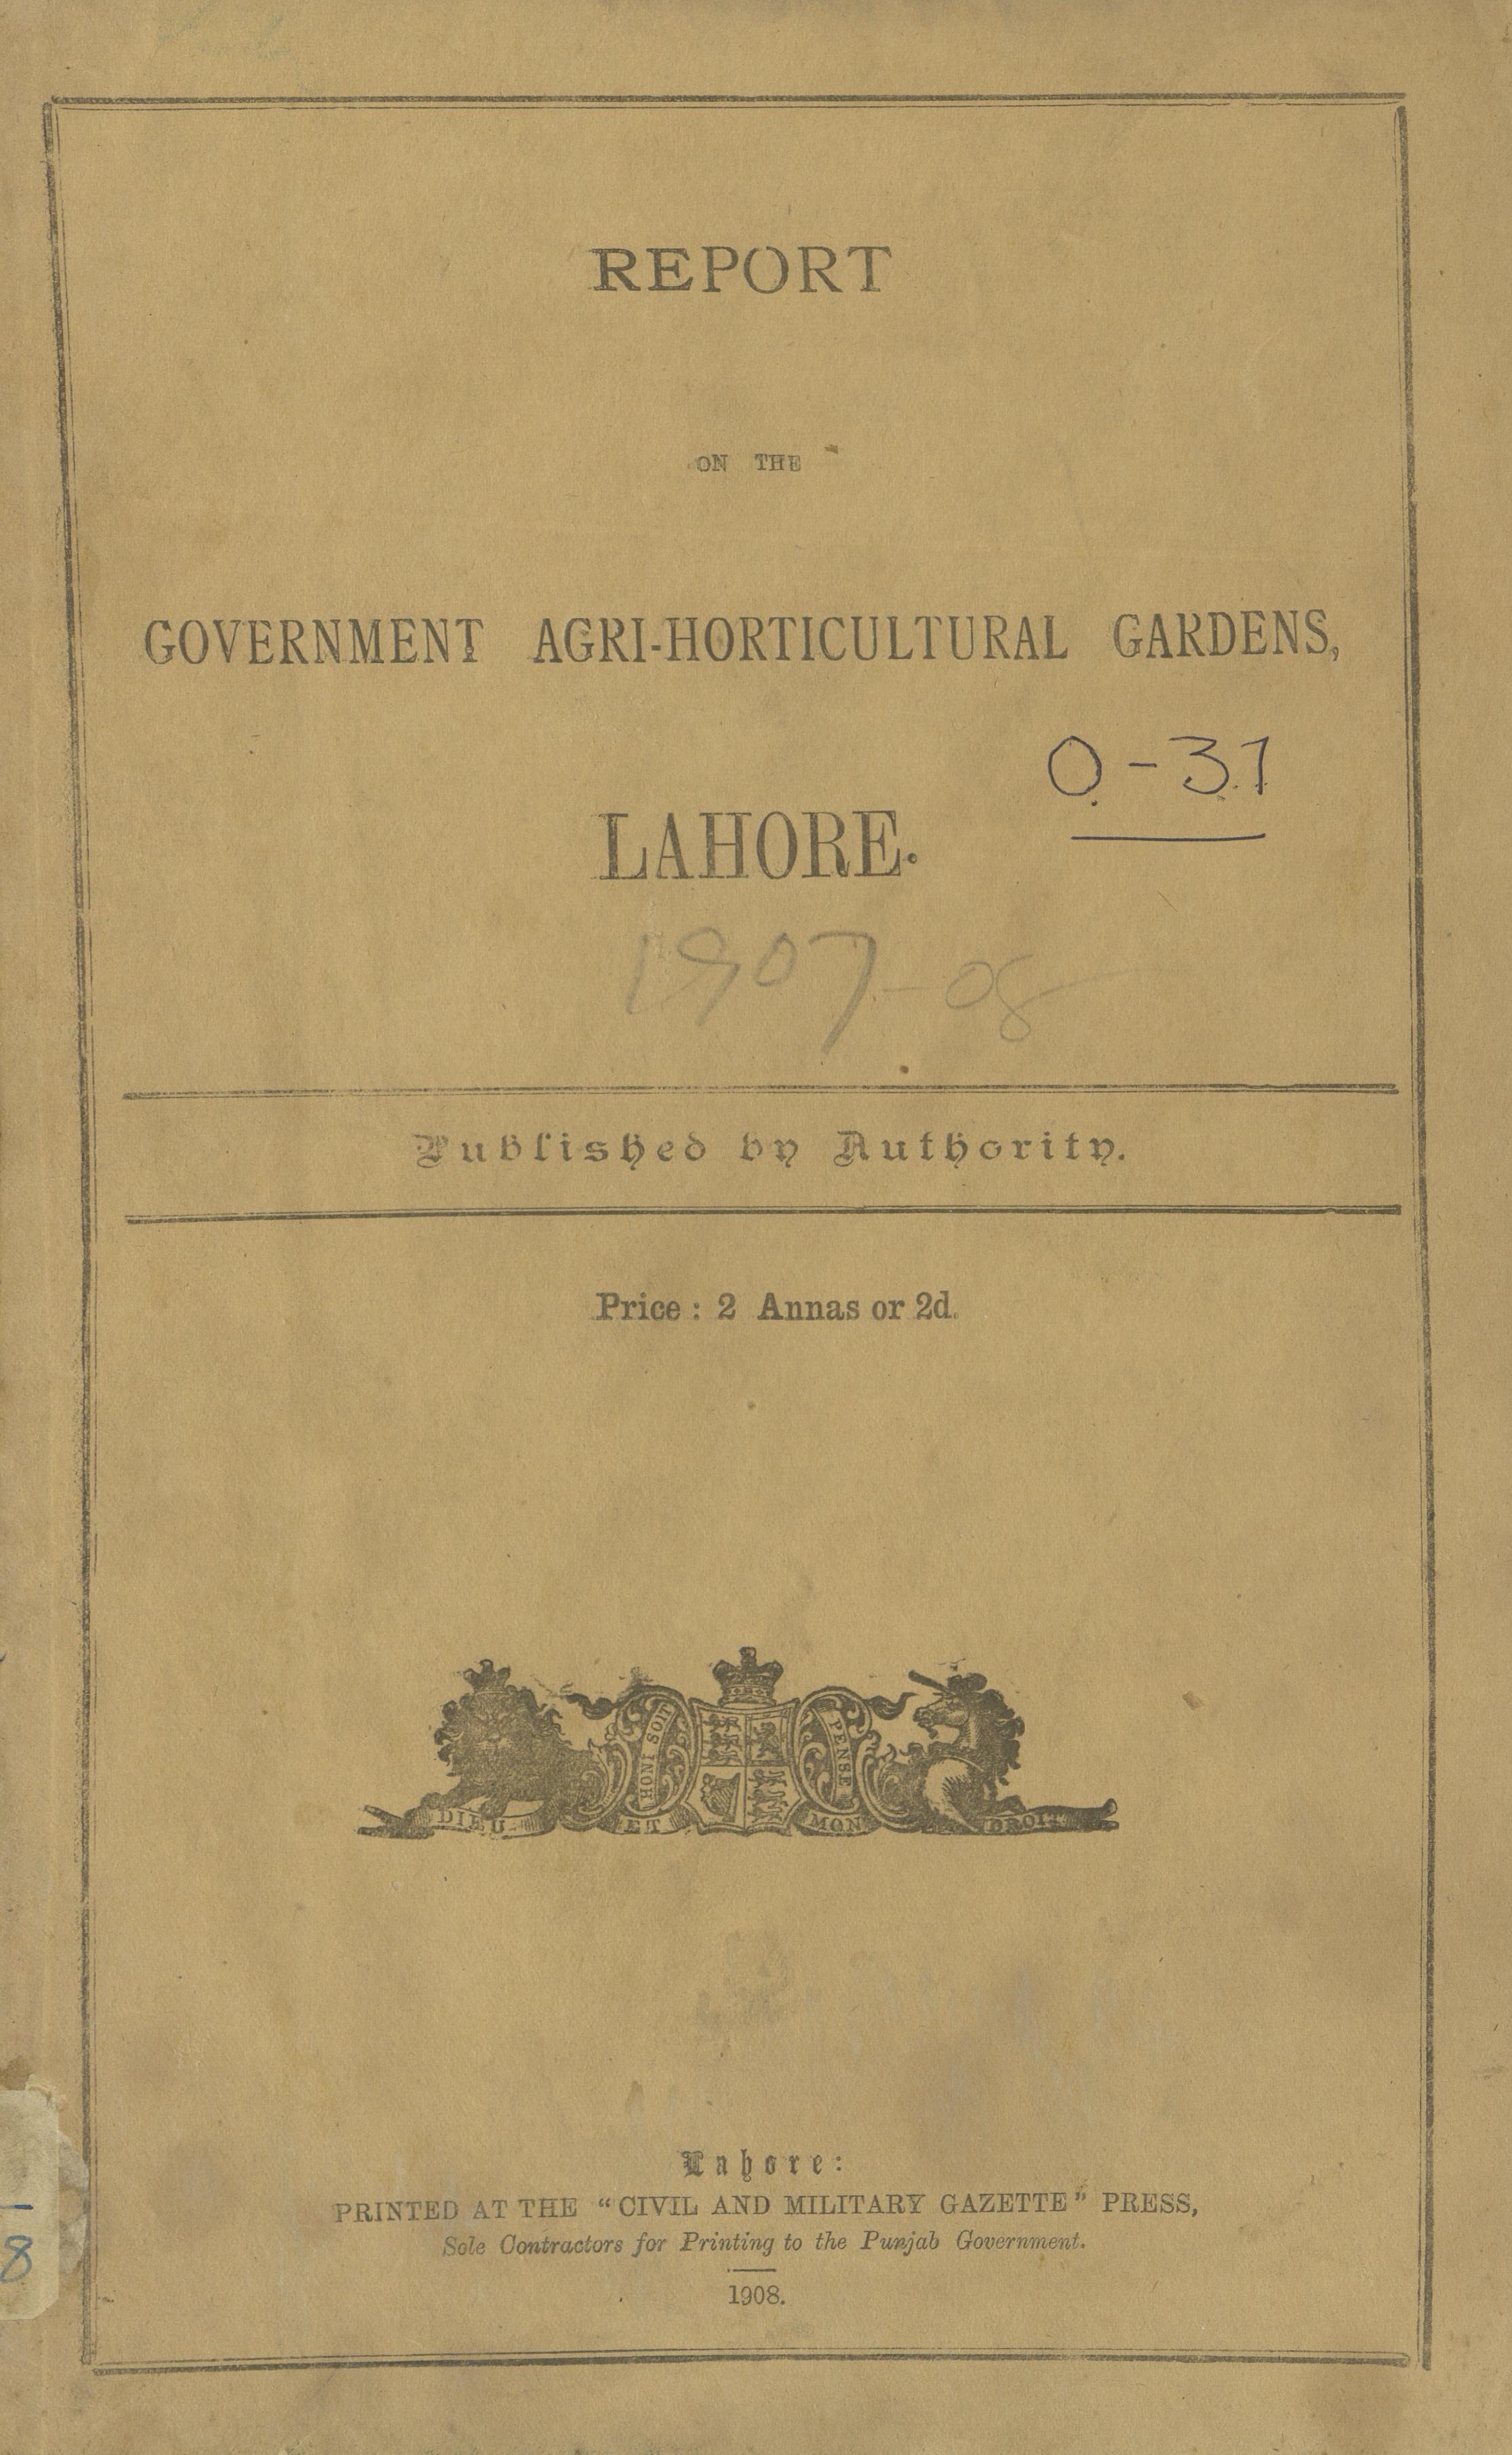 REPORT
ON THE
GOVERNMENT AGRI-HORTICULTURAL GARDENS,
O-31
LAHORE.
1907-08
Published by Authority.
Price : 2 Annas or 2d.
HONI SOIT
PENSE
DIEU ET MON DROIT
Lahore:
PRINTED AT THE “CIVIL AND MILITARY GAZETTE” PRESS,
Sole Contractors for Printing to the Punjab Government.
8
1908.